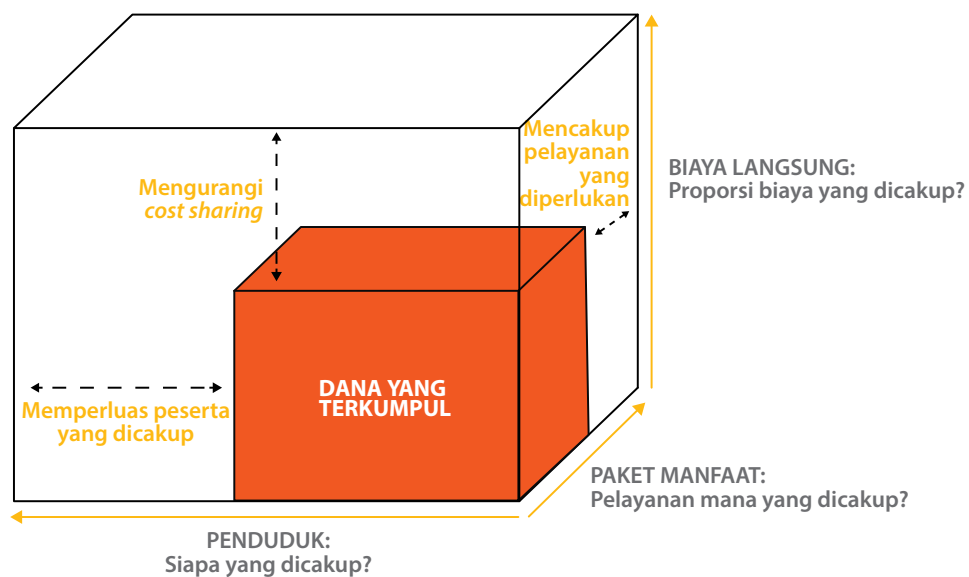 Mencakup
pelayanan
yang
diperlukan
BIAYA LANGSUNG:
Proporsi biaya yang dicakup?
Mengurangi
cost sharing
DANA YANG
TERKUMPUL
Memperluas peserta
yang dicakup
PAKET MANFAAT:
Pelayanan mana yang dicakup?
PENDUDUK:
Siapa yang dicakup?